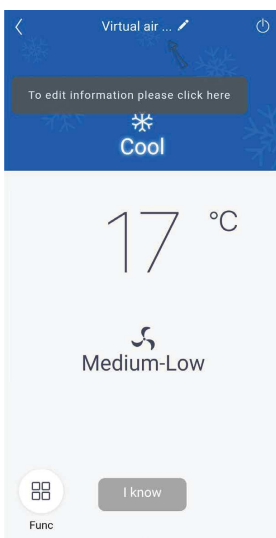 Virtual air ...
To edit information please click here
Cool
17 °C
Medium-Low
I know
Func